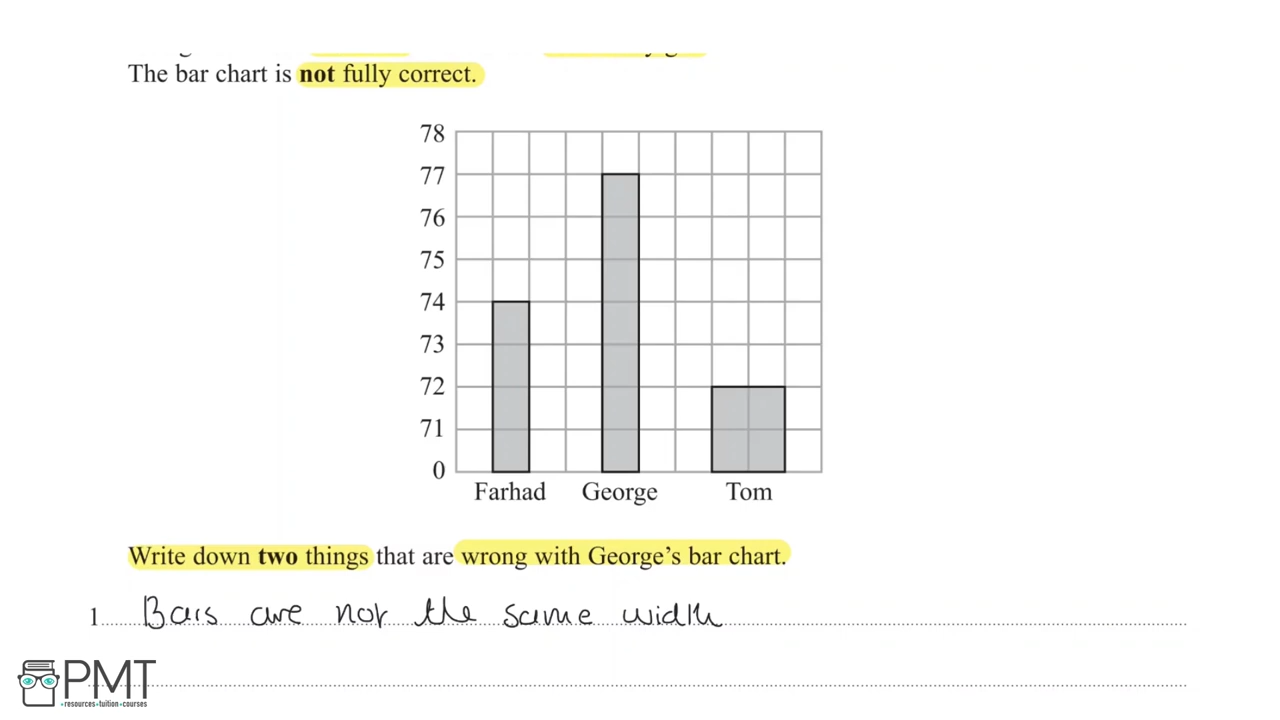 The bar chart is not fully correct.
78
77
76
75
74
73
72
71
0
Farhad George Tom
Write down two things that are wrong with George's bar chart.
1 Bars are not the same width
PMT
resources•tuition•courses